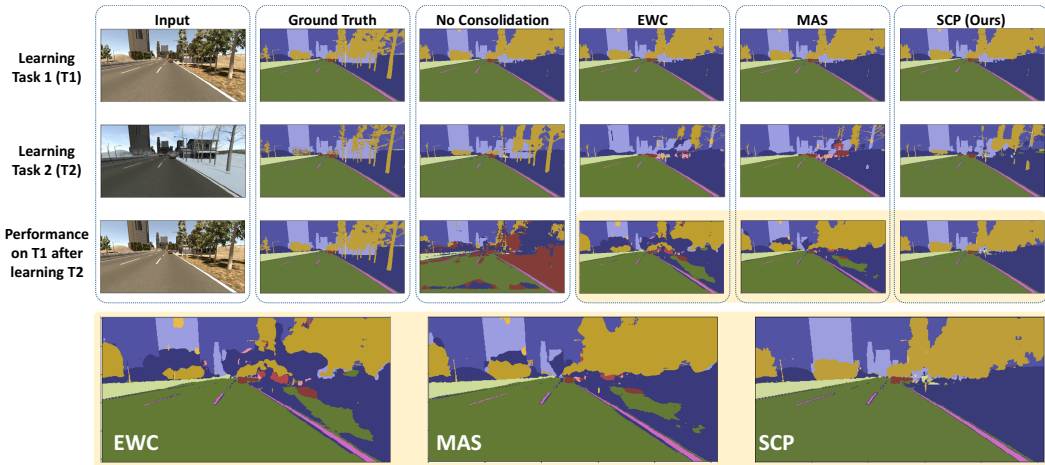 Input Ground Truth No Consolidation EWC MAS SCP (Ours)
Learning
Task 1 (T1)
Learning
Task 2 (T2)
Performance
on T1 after
learning T2
EWC MAS SCP